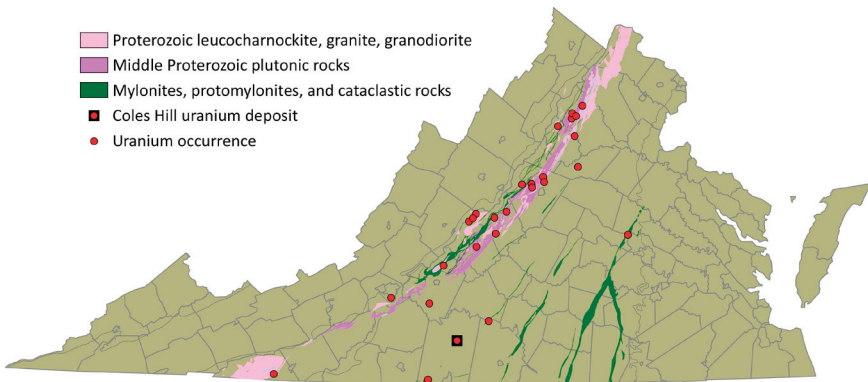 Proterozoic leucocharnockite, granite, granodiorite
Middle Proterozoic plutonic rocks
Mylonites, protomylonites, and cataclastic rocks
Coles Hill uranium deposit
Uranium occurrence